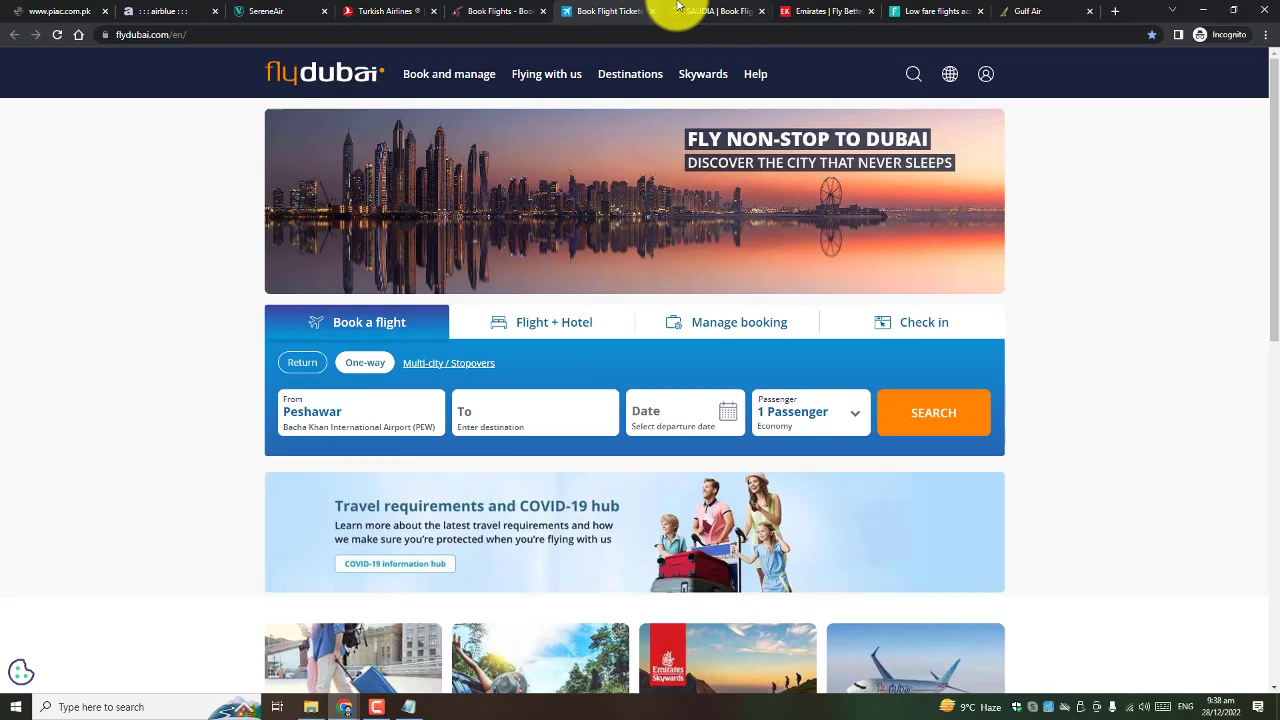 www.piac.com.pk
::: airblue :::
SereneAir
Turkish Airlines ®
Book Flights - Boo
Book Flight Tickets
SAUDIA | Book Flig
Emirates | Fly Bette
Low fare flights acr
Gulf Air
flydubai.com/en/
Incognito
flydubai
Book and manage
Flying with us
Destinations
Skywards
Help
FLY NON-STOP TO DUBAI
DISCOVER THE CITY THAT NEVER SLEEPS
Book a flight
Flight + Hotel
Manage booking
Check in
Return
One-way
Multi-city / Stopovers
From
Peshawar
Bacha Khan International Airport (PEW)
To
Enter destination
Date
Select departure date
Passenger
1 Passenger
Economy
SEARCH
Travel requirements and COVID-19 hub
Learn more about the latest travel requirements and how
we make sure you're protected when you're flying with us
COVID-19 information hub
Emirates
Skywards
flydubai
Type here to search
9°C Haze
ENG
9:38 am
28/12/2022